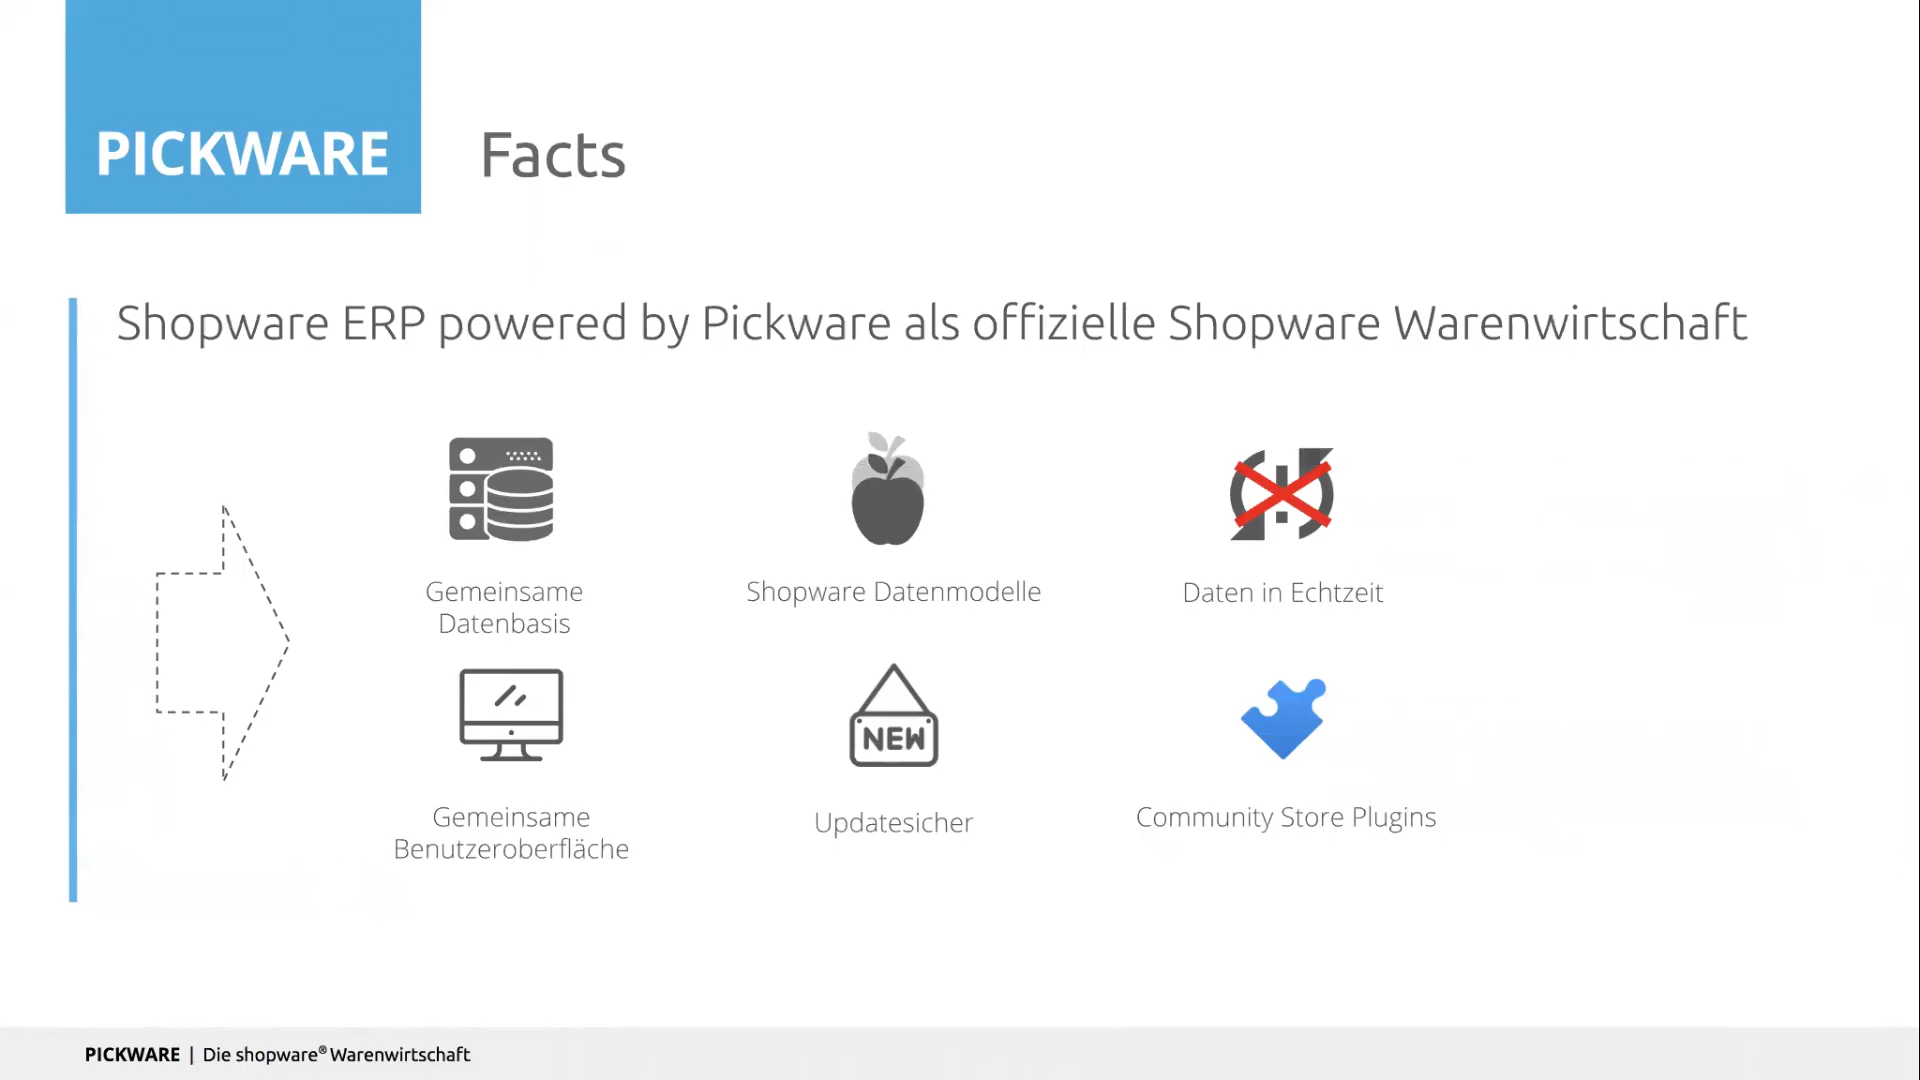 PICKWARE
Facts
Shopware ERP powered by Pickware als offizielle Shopware Warenwirtschaft
Gemeinsame
Datenbasis
Shopware Datenmodelle
Daten in Echtzeit
NEW
Gemeinsame
Benutzeroberfläche
Updatesicher
Community Store Plugins
PICKWARE | Die shopware® Warenwirtschaft